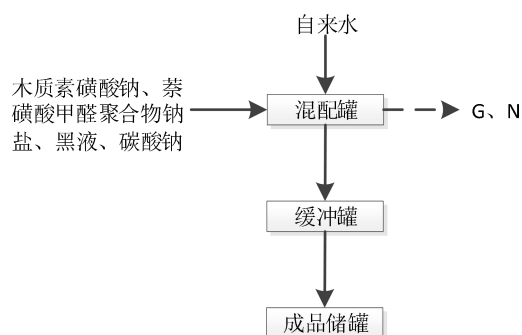 自来水
木质素磺酸钠、萘
磺酸甲醛聚合物钠
盐、黑液、碳酸钠
混配罐
G、N
缓冲罐
成品储罐